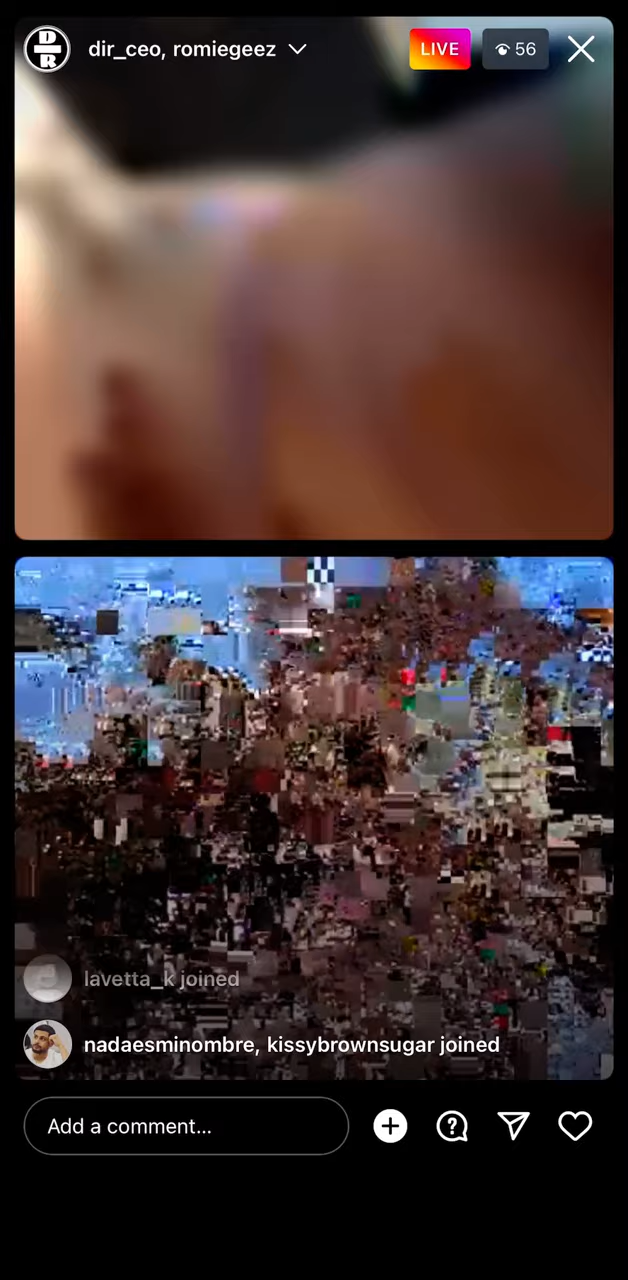 D
R
dir_ceo, romiegeez
LIVE
56
lavetta_k joined
nadaesminombre, kissybrownsugar joined
Add a comment...